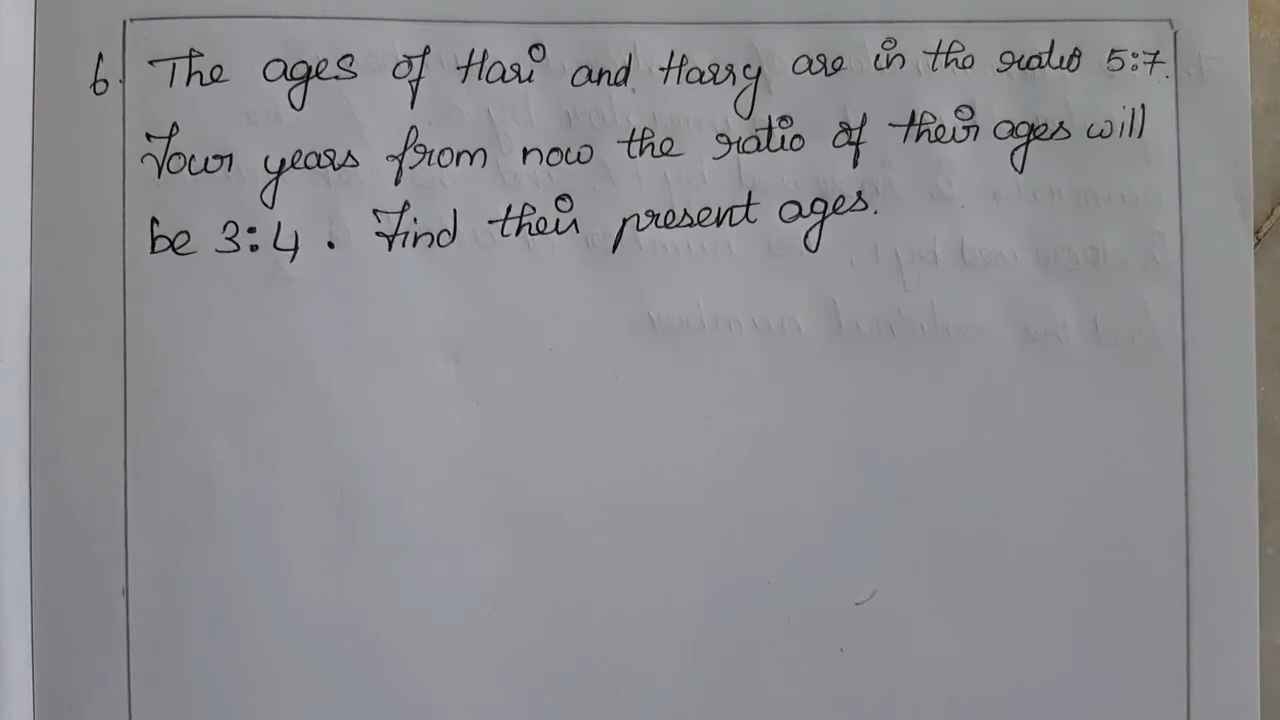 6. The ages of Hari and Harry are in the ratio 5:7.
Four years from now the ratio of their ages will
be 3:4. Find their present ages.